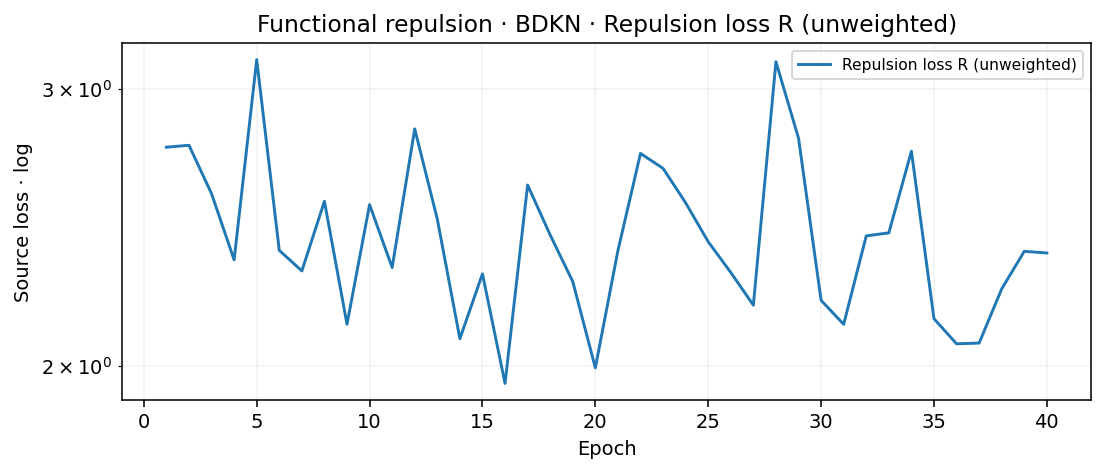 Functional repulsion · BDKN · Repulsion loss R (unweighted)
Repulsion loss R (unweighted)
3 × 10⁰
2 × 10⁰
Source loss · log
0 5 10 15 20 25 30 35 40
Epoch